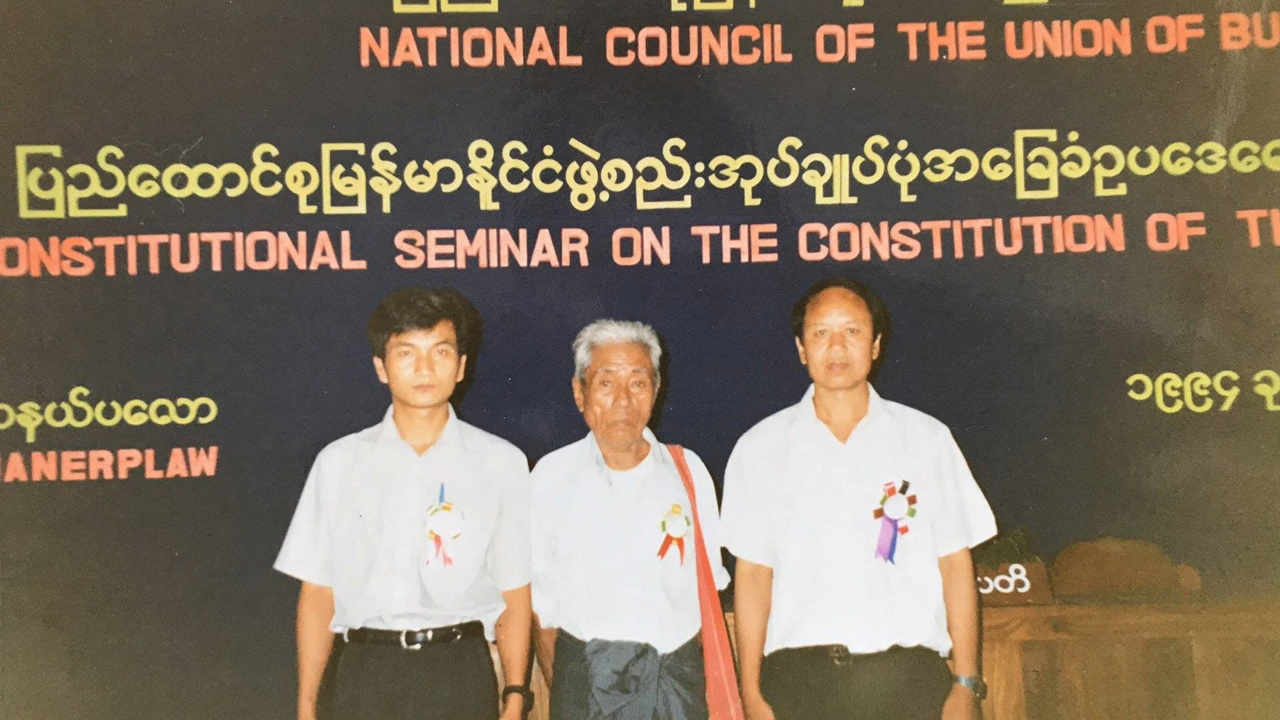 NATIONAL COUNCIL OF THE UNION OF BU
ပြည်ထောင်စုမြန်မာနိုင်ငံဖွဲ့စည်းအုပ်ချုပ်ပုံအခြေခံဥပဒေ
ONSTITUTIONAL SEMINAR ON THE CONSTITUTION OF T
နယ်ပလော
၁၉၉၄ ခု
ANERPLAW